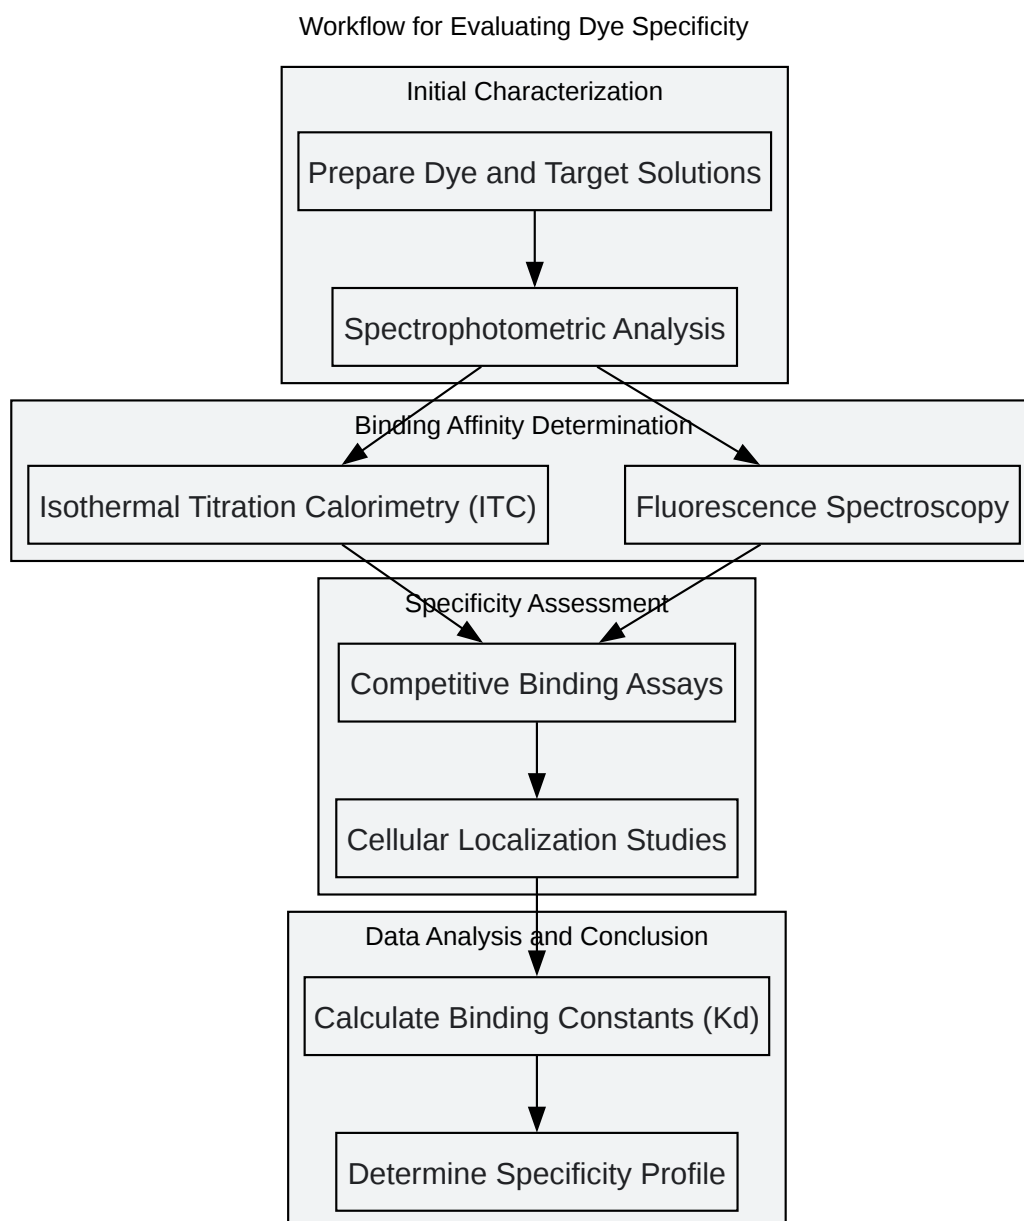 Workflow for Evaluating Dye Specificity
Initial Characterization
Prepare Dye and Target Solutions
Spectrophotometric Analysis
Binding Affinity Determination
Isothermal Titration Calorimetry (ITC)
Fluorescence Spectroscopy
Specificity Assessment
Competitive Binding Assays
Cellular Localization Studies
Data Analysis and Conclusion
Calculate Binding Constants (Kd)
Determine Specificity Profile